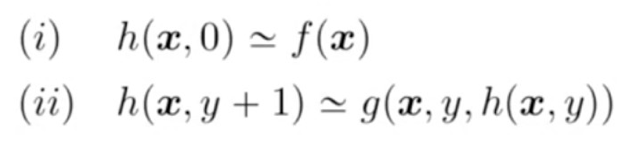 (i) h(x, 0) ≃ f(x)
(ii) h(x, y + 1) ≃ g(x, y, h(x, y))